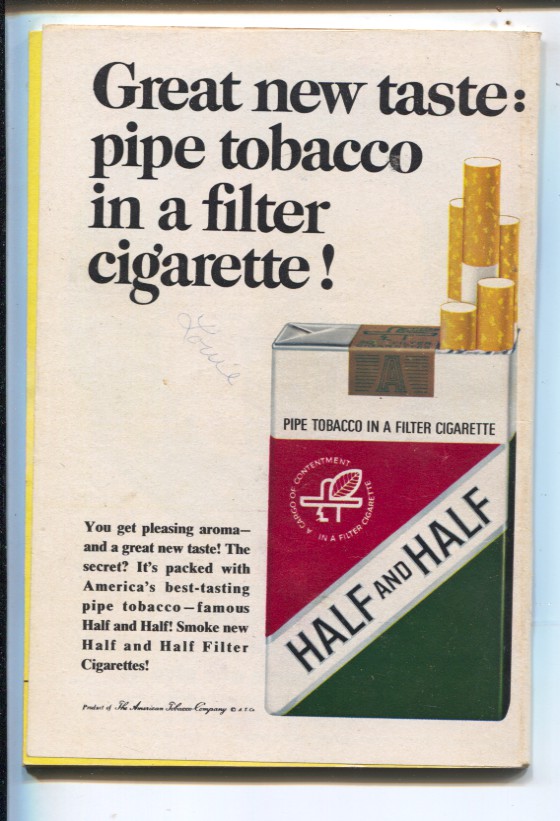 Great new taste:
pipe tobacco
in a filter
cigarette!
Louie
PIPE TOBACCO IN A FILTER CIGARETTE
A CARGO OF CONTENTMENT
IN A FILTER CIGARETTE
HALF AND HALF
You get pleasing aroma—
and a great new taste! The
secret? It's packed with
America's best-tasting
pipe tobacco—famous
Half and Half! Smoke new
Half and Half Filter
Cigarettes!
Product of The American Tobacco Company © A.T.Co.